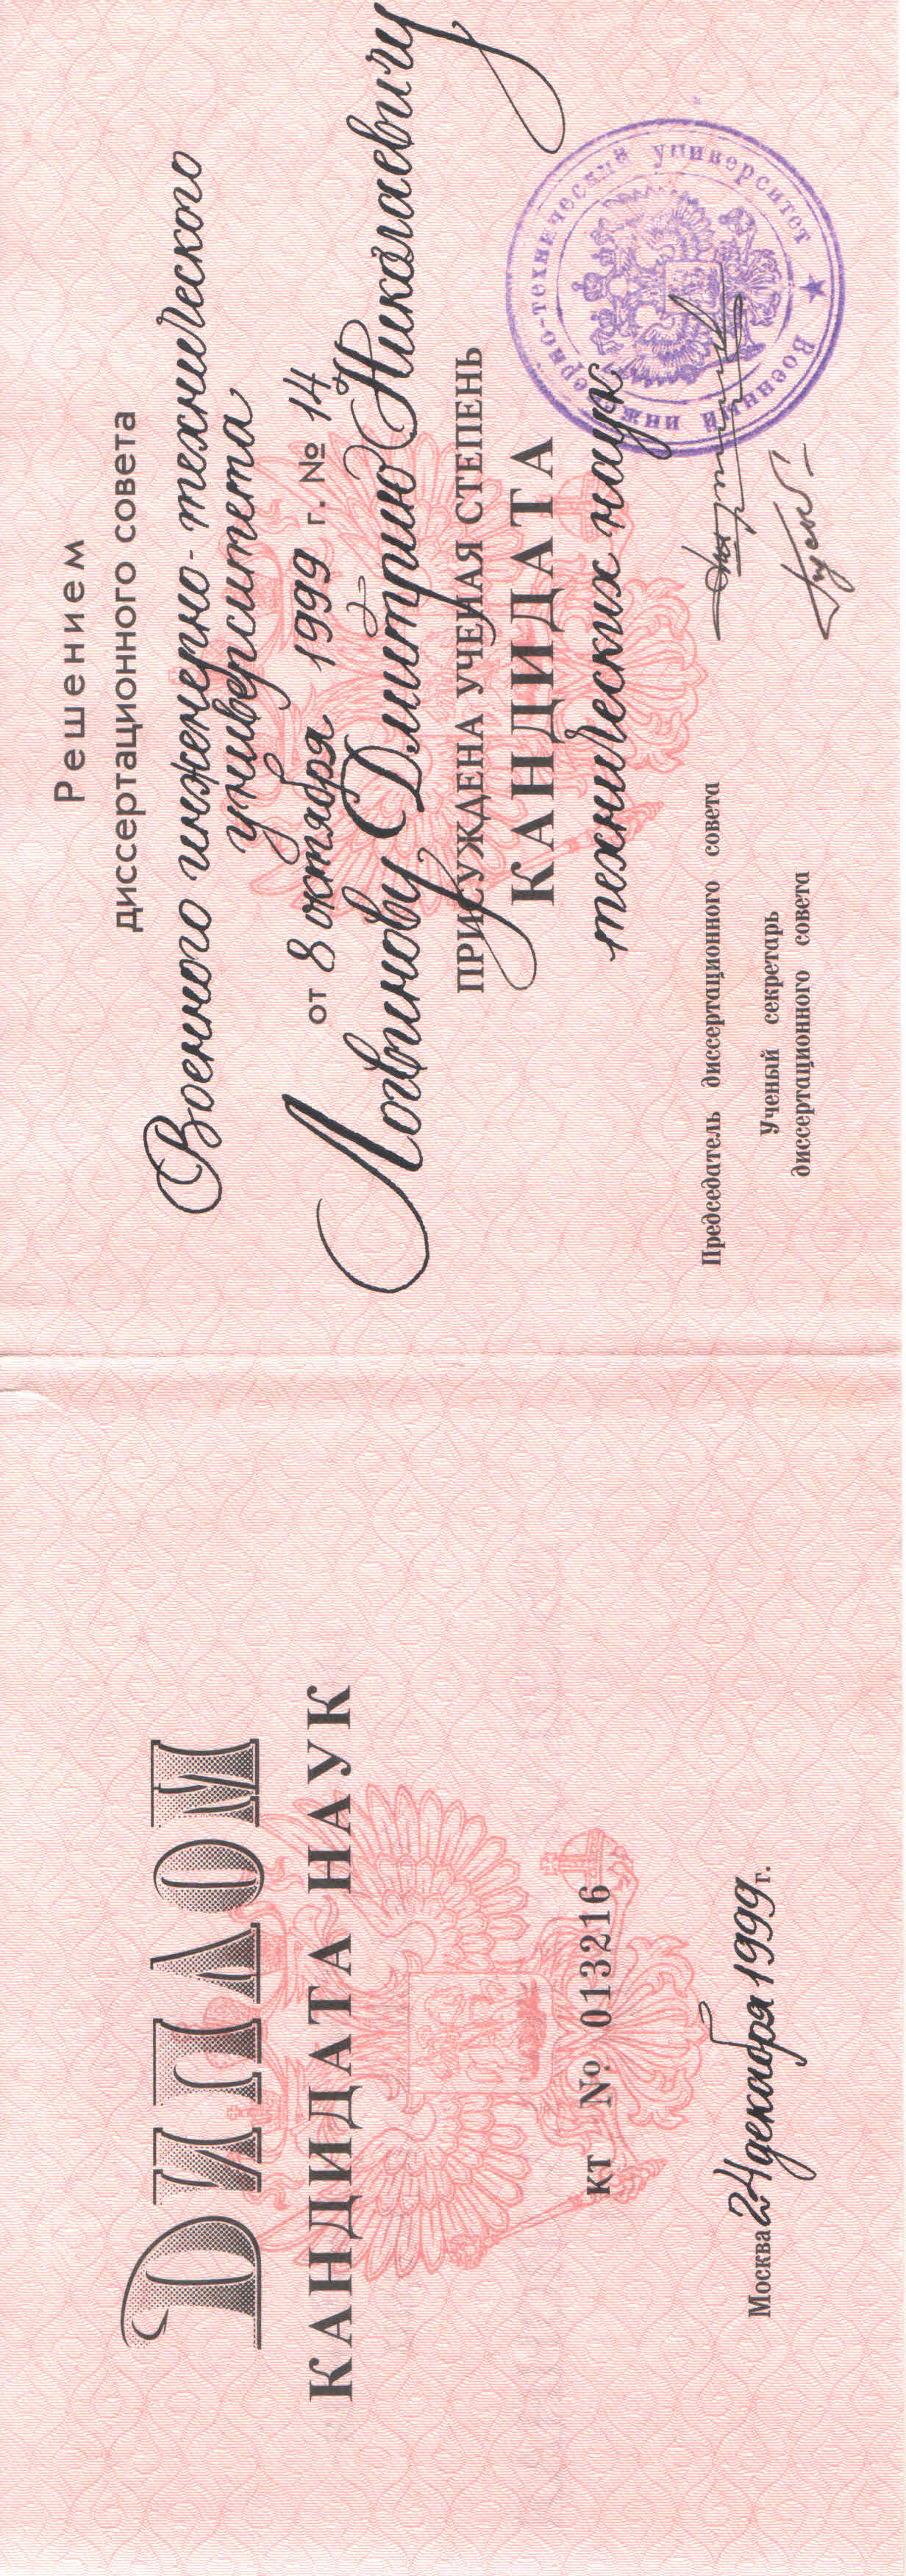 Диплом
КАНДИДАТА НАУК
КТ № 013216
Москва 24 декабря 1999 г.
Решением
диссертационного совета
Военного инженерно-технического
университета
от 8 октября 1999 г. № 14
Логвинову Дмитрию Николаевичу
ПРИСУЖДЕНА УЧЕНАЯ СТЕПЕНЬ
КАНДИДАТА
технических наук
Председатель диссертационного совета
Ученый секретарь
диссертационного совета
Военный инженерно-технический университет